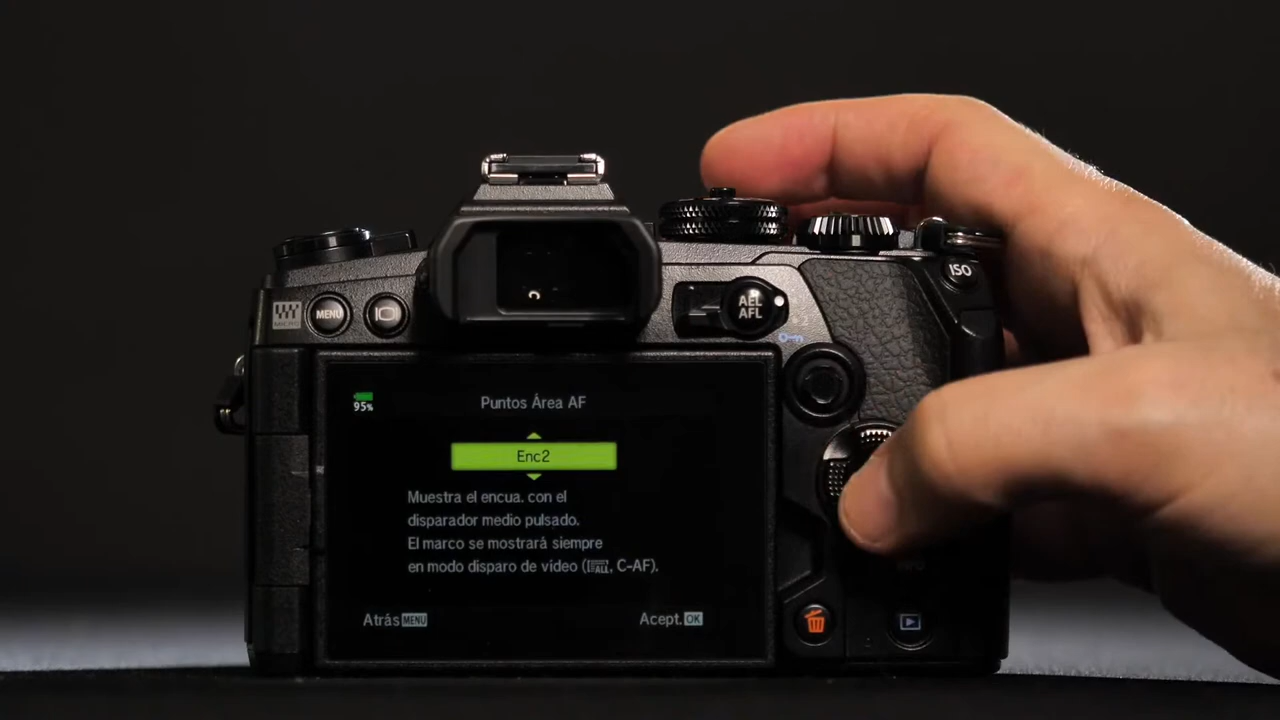 ISO
AEL
AFL
MENU
95%
Puntos Área AF
Enc2
Muestra el encua. con el
disparador medio pulsado.
El marco se mostrará siempre
en modo disparo de vídeo (ALL, C-AF).
Atrás MENU
Acept. OK